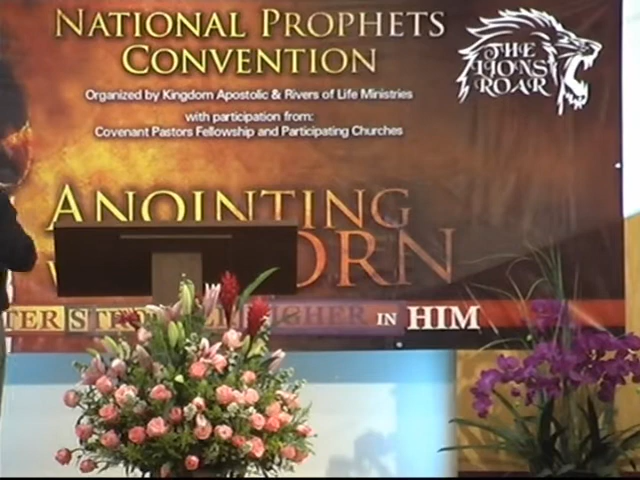 NATIONAL PROPHETS
CONVENTION
Organized by Kingdom Apostolic & Rivers of Life Ministries
with participation from:
Covenant Pastors Fellowship and Participating Churches
THE
LIONS
ROAR
ANOINTING
IN HIM